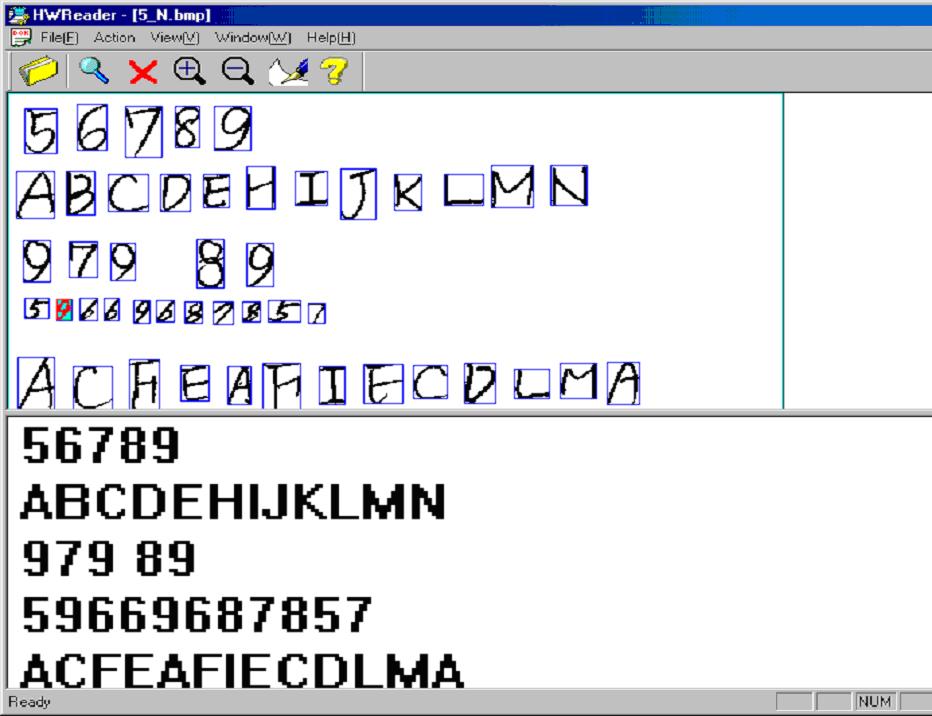 HWReader - [5_N.bmp]
File(F) Action View(V) Window(W) Help(H)
5 6 7 8 9
A B C D E H I J K L M N
9 7 9 8 9
5 9 6 6 9 6 8 7 8 5 7
A C F E A F I E C D L M A
56789
ABCDEHIJKLMN
979 89
59669687857
ACFEAFIECDLMA
Ready NUM